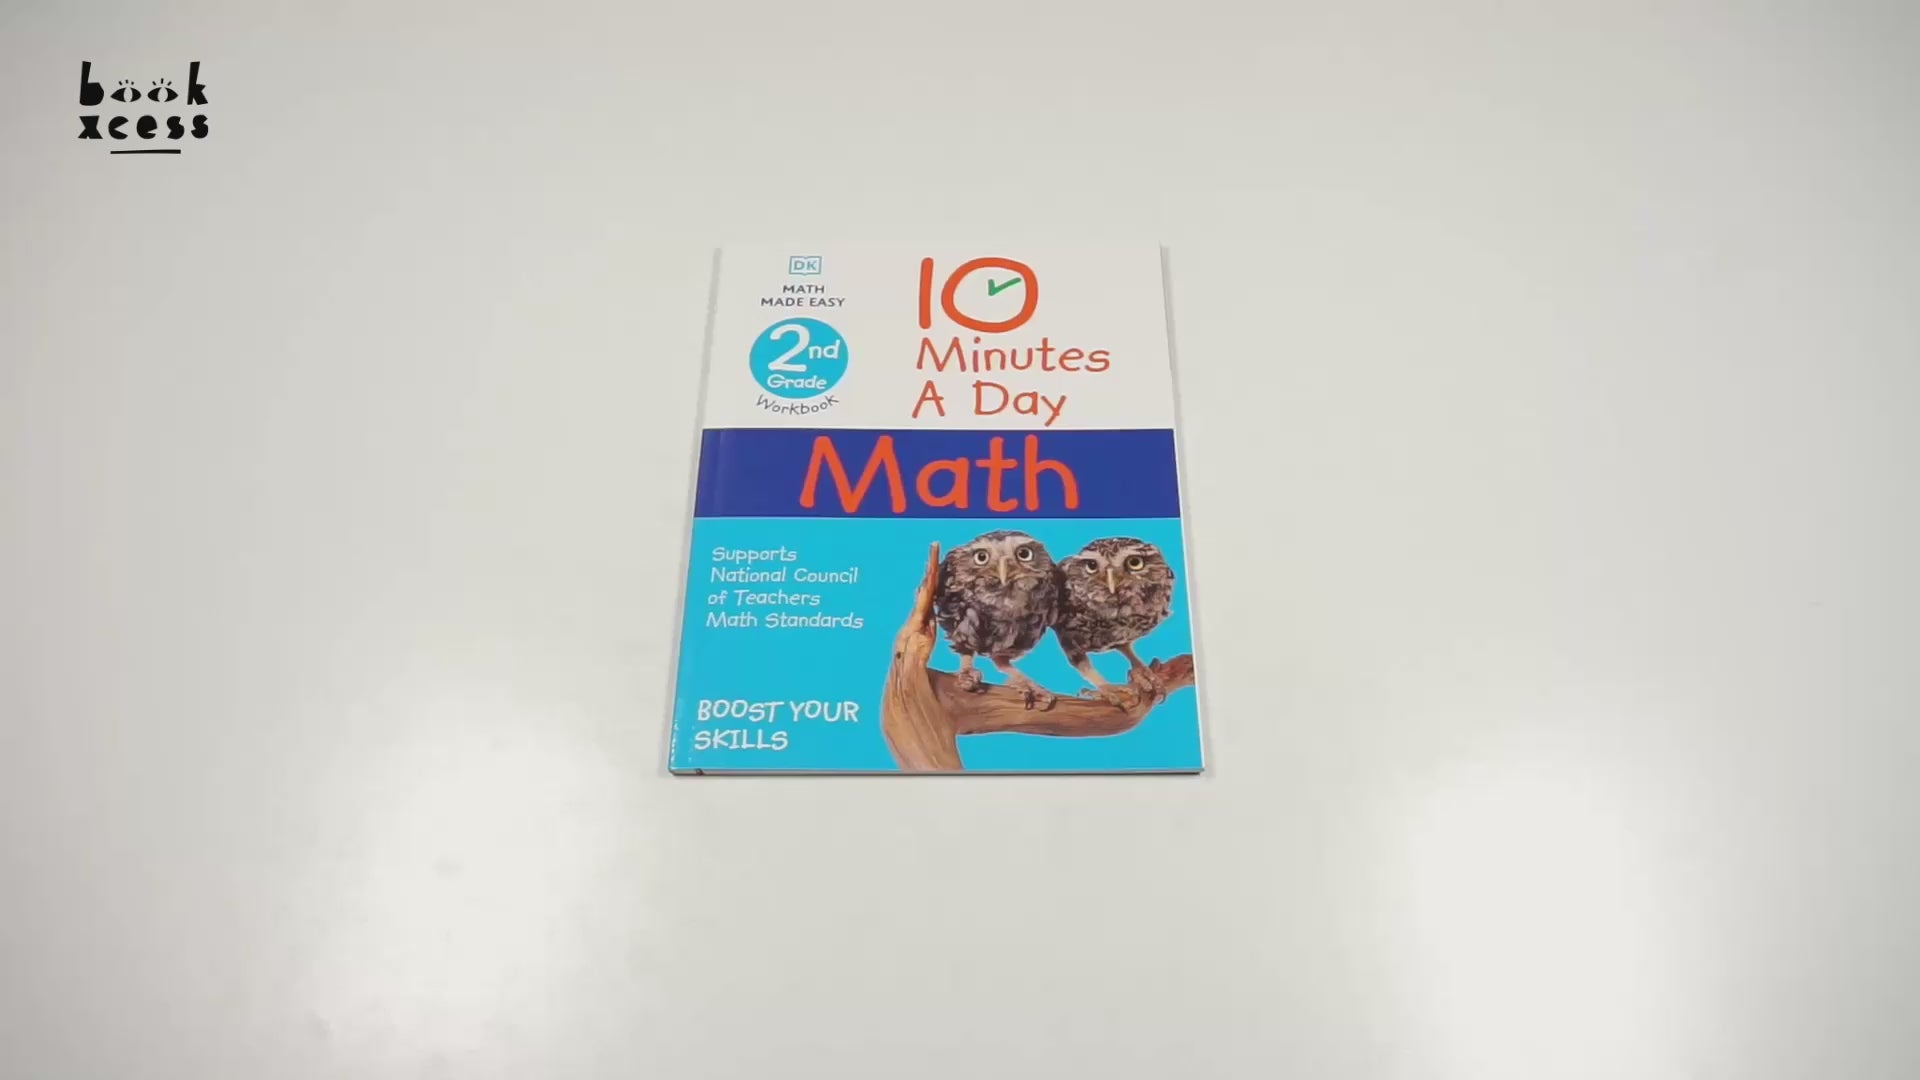 book
xcess
DK
MATH
MADE EASY
2nd
Grade
Workbook
10
Minutes
A Day
Math
Supports
National Council
of Teachers
Math Standards
BOOST YOUR
SKILLS